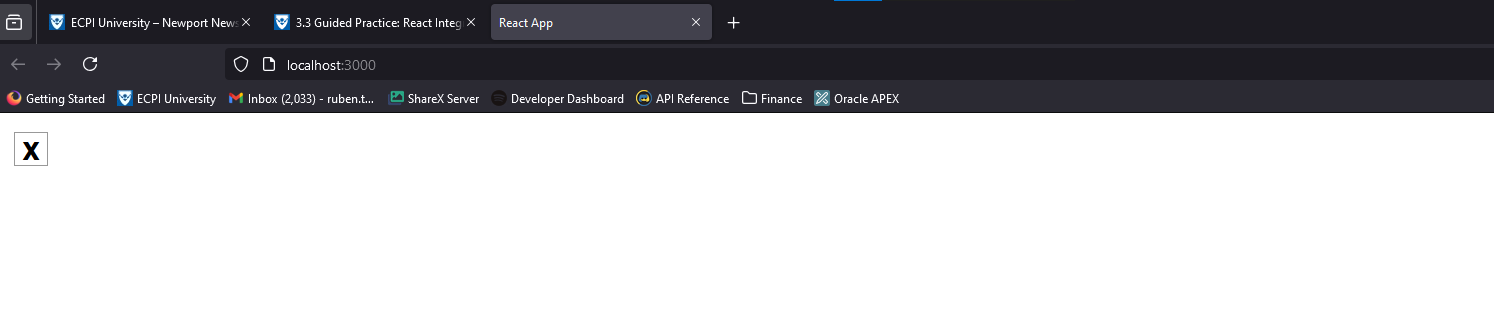 ECPI University – Newport News
3.3 Guided Practice: React Integ
React App
localhost:3000
Getting Started
ECPI University
Inbox (2,033) - ruben.t...
ShareX Server
Developer Dashboard
API Reference
Finance
Oracle APEX
X